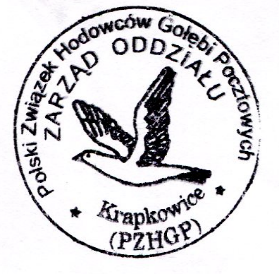 Polski Związek Hodowców Gołębi Pocztowych
ZARZĄD ODDZIAŁU
Krapkowice
(PZHGP)